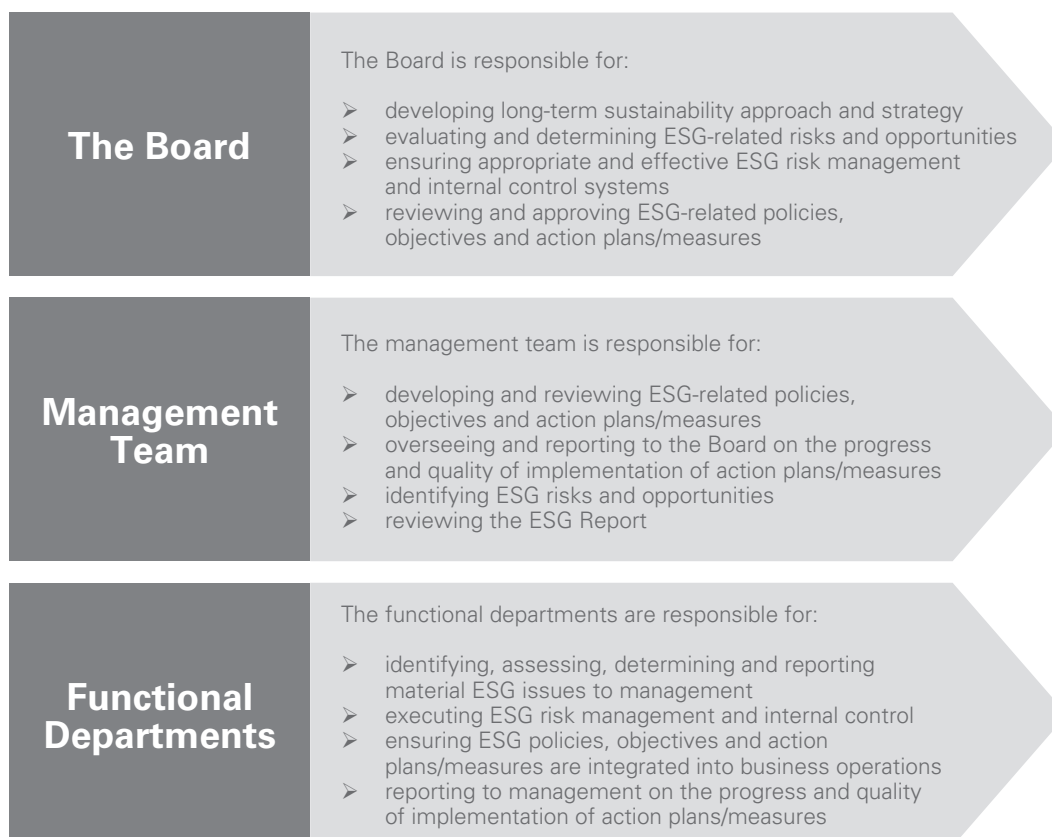 The Board
The Board is responsible for:
➢ developing long-term sustainability approach and strategy
➢ evaluating and determining ESG-related risks and opportunities
➢ ensuring appropriate and effective ESG risk management
and internal control systems
➢ reviewing and approving ESG-related policies,
objectives and action plans/measures
Management
Team
The management team is responsible for:
➢ developing and reviewing ESG-related policies,
objectives and action plans/measures
➢ overseeing and reporting to the Board on the progress
and quality of implementation of action plans/measures
➢ identifying ESG risks and opportunities
➢ reviewing the ESG Report
Functional
Departments
The functional departments are responsible for:
➢ identifying, assessing, determining and reporting
material ESG issues to management
➢ executing ESG risk management and internal control
➢ ensuring ESG policies, objectives and action
plans/measures are integrated into business operations
➢ reporting to management on the progress and quality
of implementation of action plans/measures